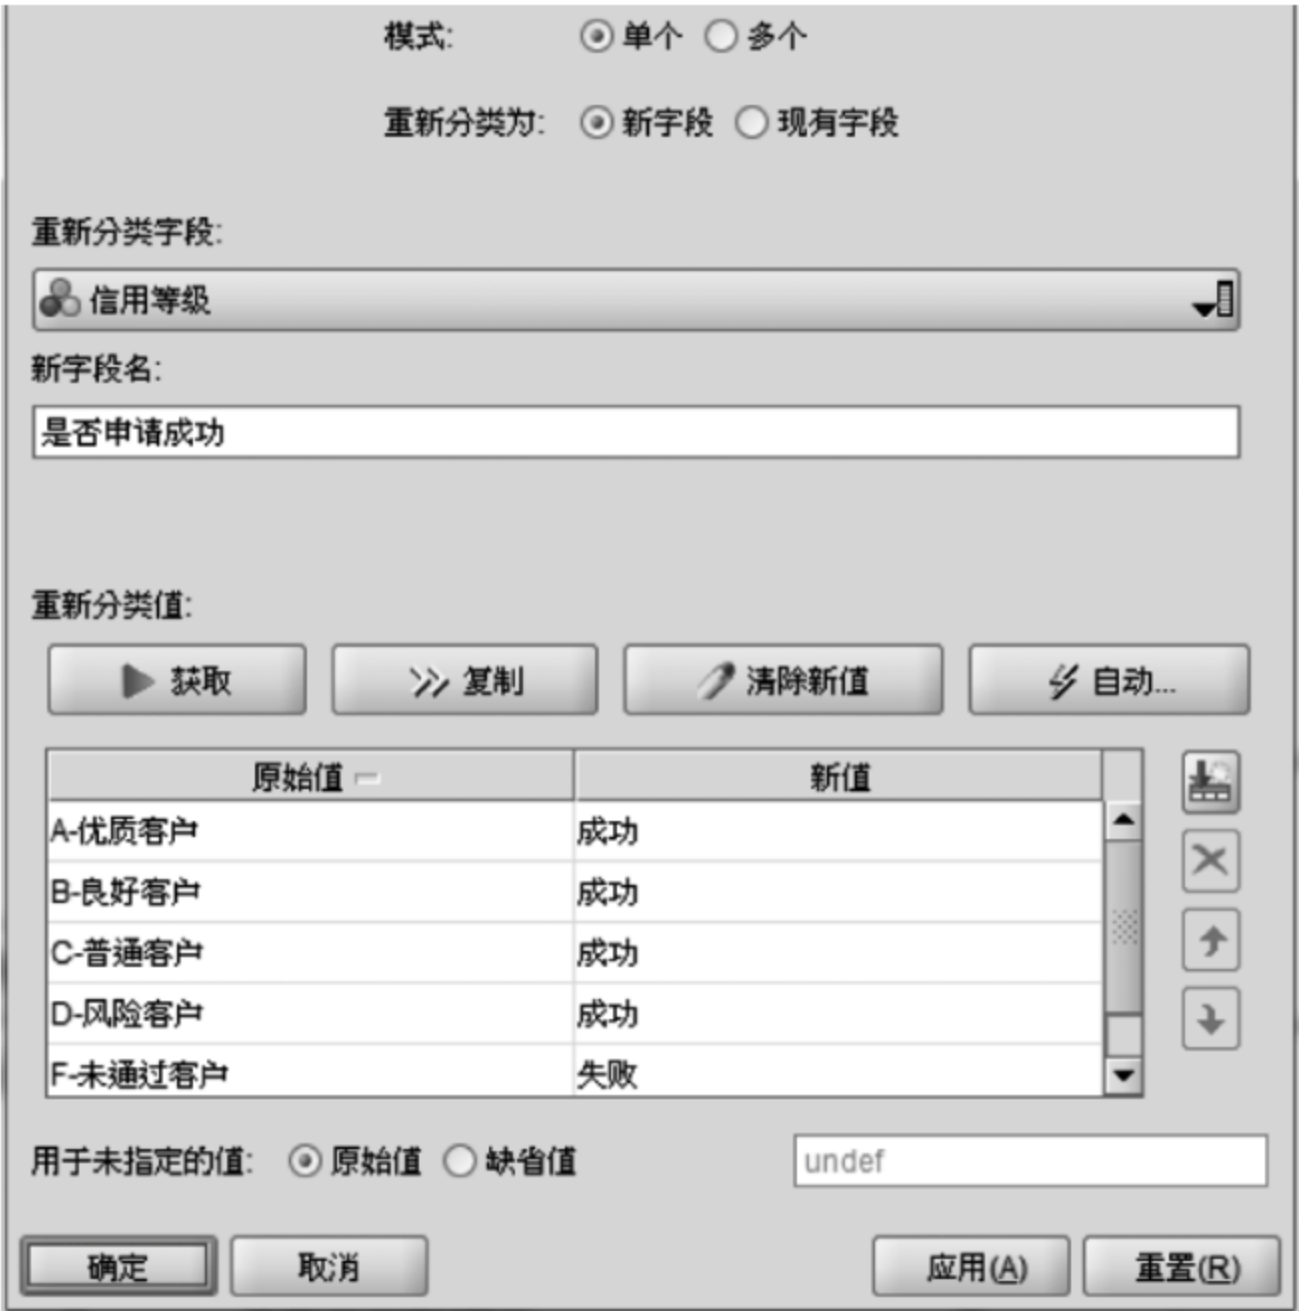 模式: 单个 多个
重新分类为: 新字段 现有字段
重新分类字段:
信用等级
新字段名:
是否申请成功
重新分类值:
获取 复制 清除新值 自动...
原始值 新值
A-优质客户 成功
B-良好客户 成功
C-普通客户 成功
D-风险客户 成功
F-未通过客户 失败
用于未指定的值: 原始值 缺省值 undef
确定 取消 应用(A) 重置(R)